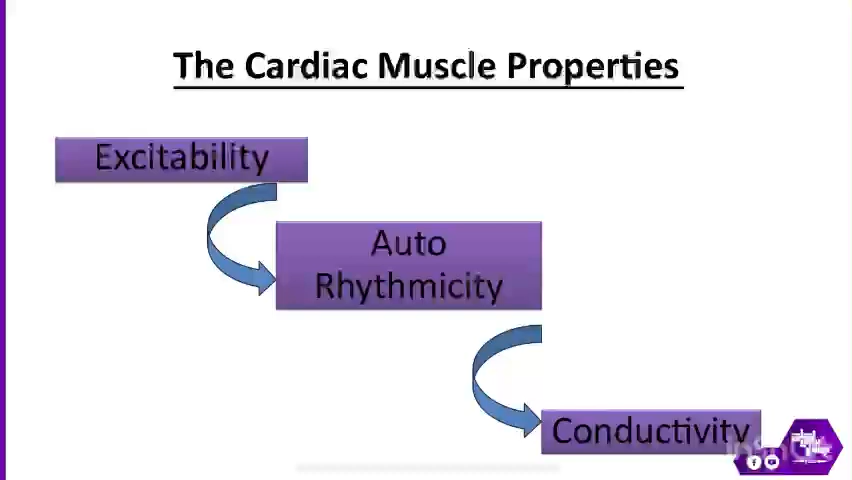 The Cardiac Muscle Properties
Excitability
Auto
Rhythmicity
Conductivity